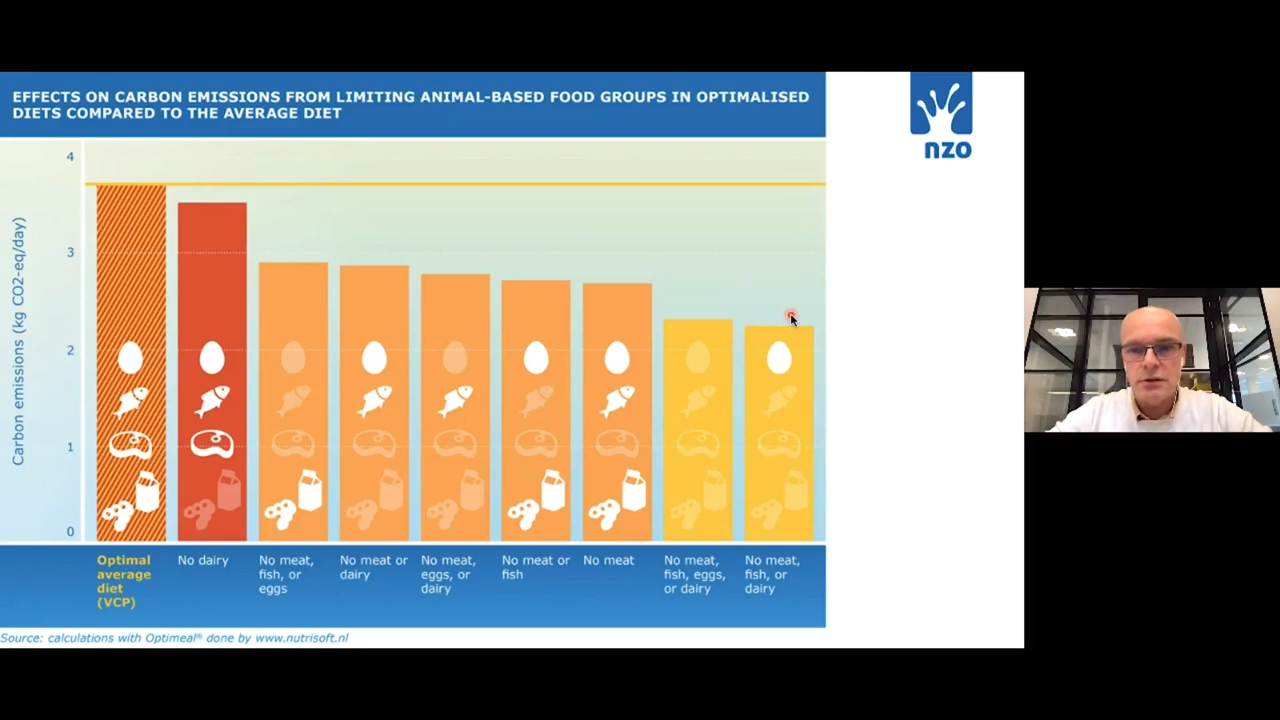 EFFECTS ON CARBON EMISSIONS FROM LIMITING ANIMAL-BASED FOOD GROUPS IN OPTIMALISED
DIETS COMPARED TO THE AVERAGE DIET
nzo
Carbon emissions (kg CO2-eq/day)
4
3
2
1
0
Optimal
average
diet
(VCP)
No dairy
No meat,
fish, or
eggs
No meat or
dairy
No meat,
eggs, or
dairy
No meat or
fish
No meat
No meat,
fish, eggs,
or dairy
No meat,
fish, or
dairy
Source: calculations with Optimeal® done by www.nutrisoft.nl